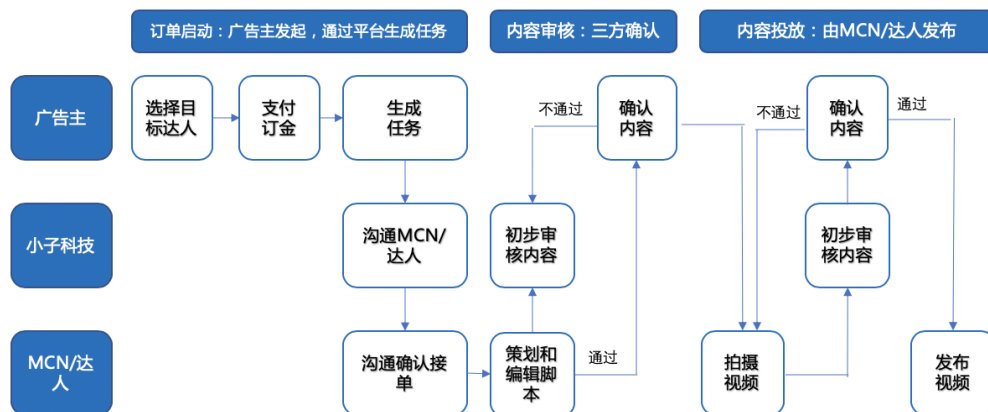 订单启动：广告主发起，通过平台生成任务
内容审核：三方确认
内容投放：由MCN/达人发布
广告主
选择目
标达人
支付
订金
生成
任务
不通过
确认
内容
不通过
确认
内容
通过
小子科技
沟通MCN/
达人
初步审
核内容
初步审
核内容
MCN/达
人
沟通确认接
单
策划和
编辑脚
本
通过
拍摄
视频
发布
视频